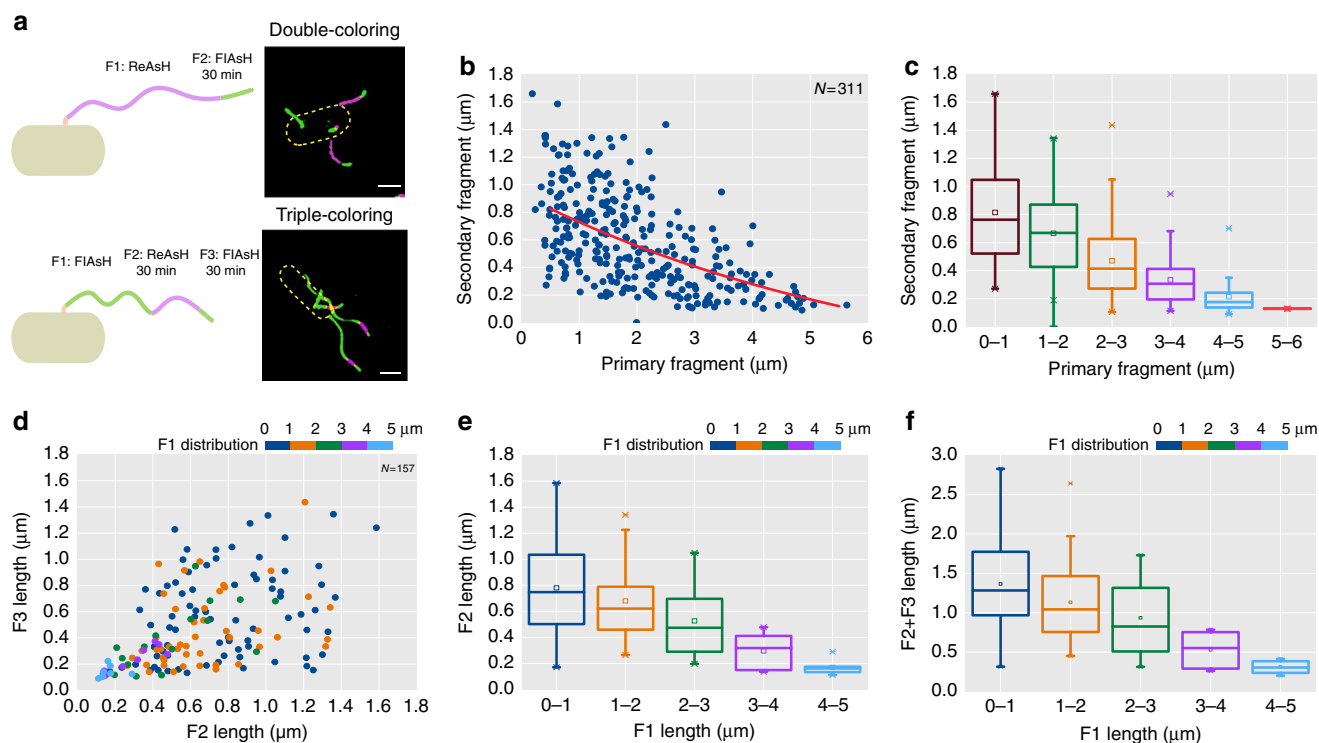 a
Double-coloring
F1: ReAsH
F2: FlAsH
30 min
Triple-coloring
F1: FlAsH
F2: ReAsH
30 min
F3: FlAsH
30 min
b
N=311
Secondary fragment (µm)
1.8
1.6
1.4
1.2
1.0
0.8
0.6
0.4
0.2
0.0
0 1 2 3 4 5 6
Primary fragment (µm)
c
Secondary fragment (µm)
1.8
1.6
1.4
1.2
1.0
0.8
0.6
0.4
0.2
0.0
0–1 1–2 2–3 3–4 4–5 5–6
Primary fragment (µm)
d
0 1 2 3 4 5 µm
F1 distribution
N=157
F3 length (µm)
1.8
1.6
1.4
1.2
1.0
0.8
0.6
0.4
0.2
0.0
0.0 0.2 0.4 0.6 0.8 1.0 1.2 1.4 1.6 1.8
F2 length (µm)
e
0 1 2 3 4 5 µm
F1 distribution
F2 length (µm)
1.8
1.6
1.4
1.2
1.0
0.8
0.6
0.4
0.2
0.0
0–1 1–2 2–3 3–4 4–5
F1 length (µm)
f
0 1 2 3 4 5 µm
F1 distribution
F2+F3 length (µm)
3.0
2.5
2.0
1.5
1.0
0.5
0.0
0–1 1–2 2–3 3–4 4–5
F1 length (µm)